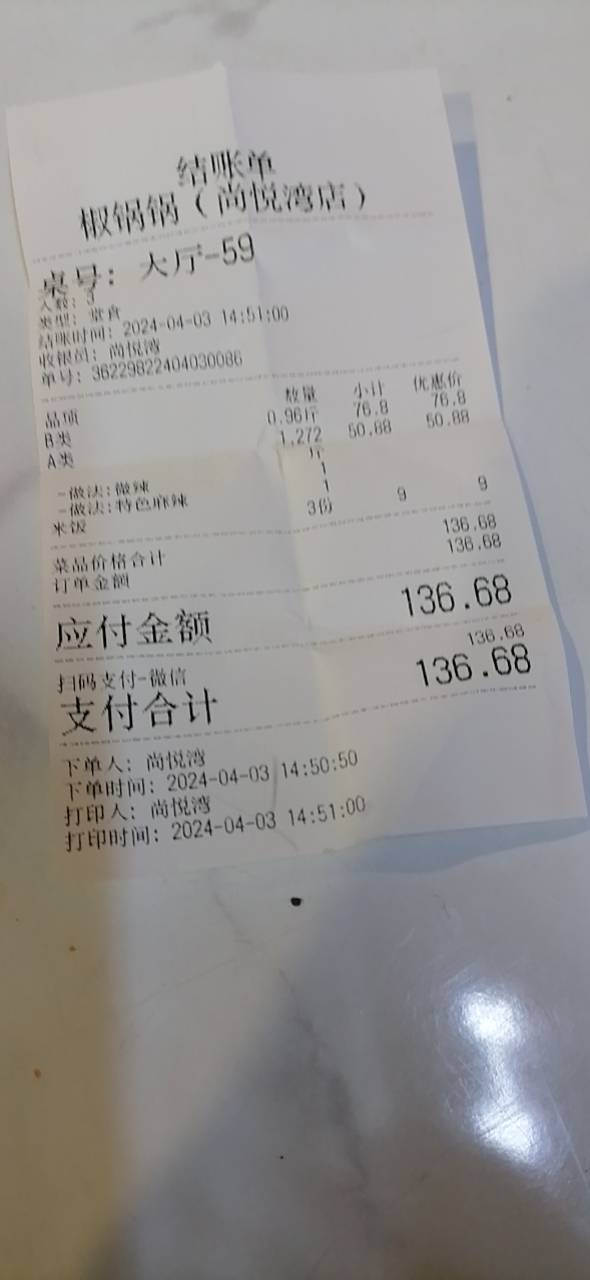 结账单
椒锅锅（尚悦湾店）
桌号: 大厅-59
人数: 3
类型: 堂食
结账时间: 2024-04-03 14:51:00
收银员: 尚悦湾
单号: 36229822404030086
品项 数量 小计 优惠价
B类 0.96斤 76.8 76.8
A类 1.272斤 50.88 50.88
-做法:微辣 1
-做法:特色麻辣 1
米饭 3份 9 9
菜品价格合计 136.68
订单金额 136.68
应付金额 136.68
扫码支付-微信 136.68
支付合计 136.68
下单人: 尚悦湾
下单时间: 2024-04-03 14:50:50
打印人: 尚悦湾
打印时间: 2024-04-03 14:51:00